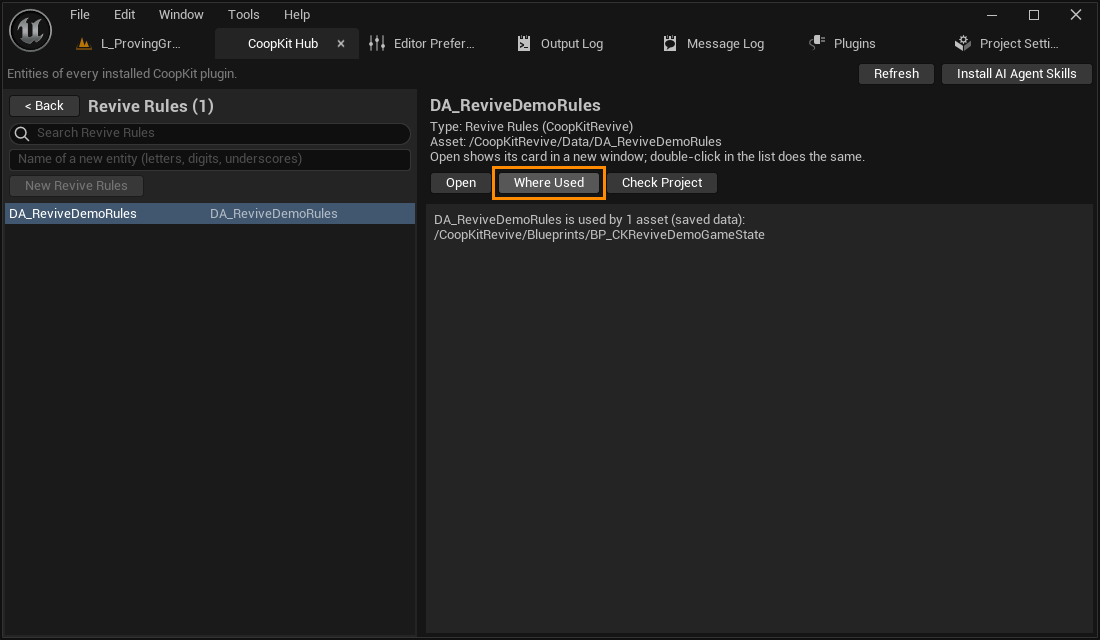 File Edit Window Tools Help
L_ProvingGr... CoopKit Hub Editor Prefer... Output Log Message Log Plugins Project Setti...
Entities of every installed CoopKit plugin.
Refresh Install AI Agent Skills
< Back Revive Rules (1)
Search Revive Rules
Name of a new entity (letters, digits, underscores)
New Revive Rules
DA_ReviveDemoRules DA_ReviveDemoRules
DA_ReviveDemoRules
Type: Revive Rules (CoopKitRevive)
Asset: /CoopKitRevive/Data/DA_ReviveDemoRules
Open shows its card in a new window; double-click in the list does the same.
Open Where Used Check Project
DA_ReviveDemoRules is used by 1 asset (saved data):
/CoopKitRevive/Blueprints/BP_CKReviveDemoGameState